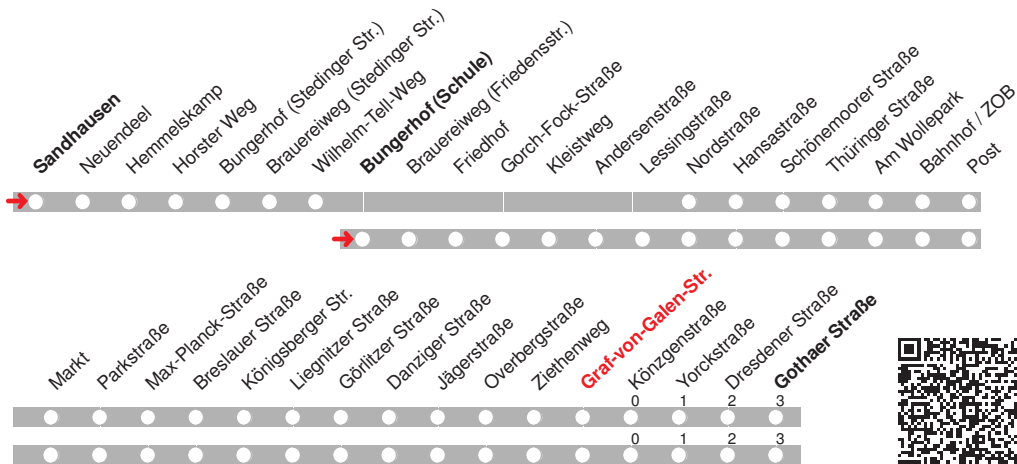 Sandhausen
Neuendeel
Hemmelskamp
Horster Weg
Bungerhof (Stedinger Str.)
Brauereiweg (Stedinger Str.)
Wilhelm-Tell-Weg
Bungerhof (Schule)
Brauereiweg (Friedensstr.)
Friedhof
Gorch-Fock-Straße
Kleistweg
Andersenstraße
Lessingstraße
Nordstraße
Hansastraße
Schönemoorer Straße
Thüringer Straße
Am Wollepark
Bahnhof / ZOB
Post
Markt
Parkstraße
Max-Planck-Straße
Breslauer Straße
Königsberger Str.
Liegnitzer Straße
Görlitzer Straße
Danziger Straße
Jägerstraße
Overbergstraße
Ziethenweg
Graf-von-Galen-Str.
Könzgenstraße
Yorckstraße
Dresdener Straße
Gothaer Straße
0 1 2 3
0 1 2 3